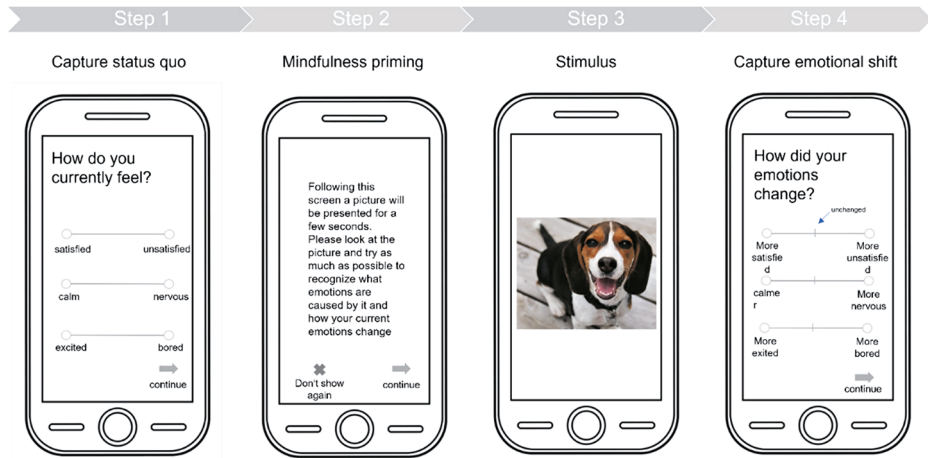 Step 1
Step 2
Step 3
Step 4
Capture status quo
Mindfulness priming
Stimulus
Capture emotional shift
How do you
currently feel?
satisfied
unsatisfied
calm
nervous
excited
bored
continue
Following this
screen a picture will
be presented for a
few seconds.
Please look at the
picture and try as
much as possible to
recognize what
emotions are
caused by it and
how your current
emotions change
Don't show
again
continue
How did your
emotions
change?
unchanged
More
satisfie
d
More
unsatisfie
d
calme
r
More
nervous
More
exited
More
bored
continue